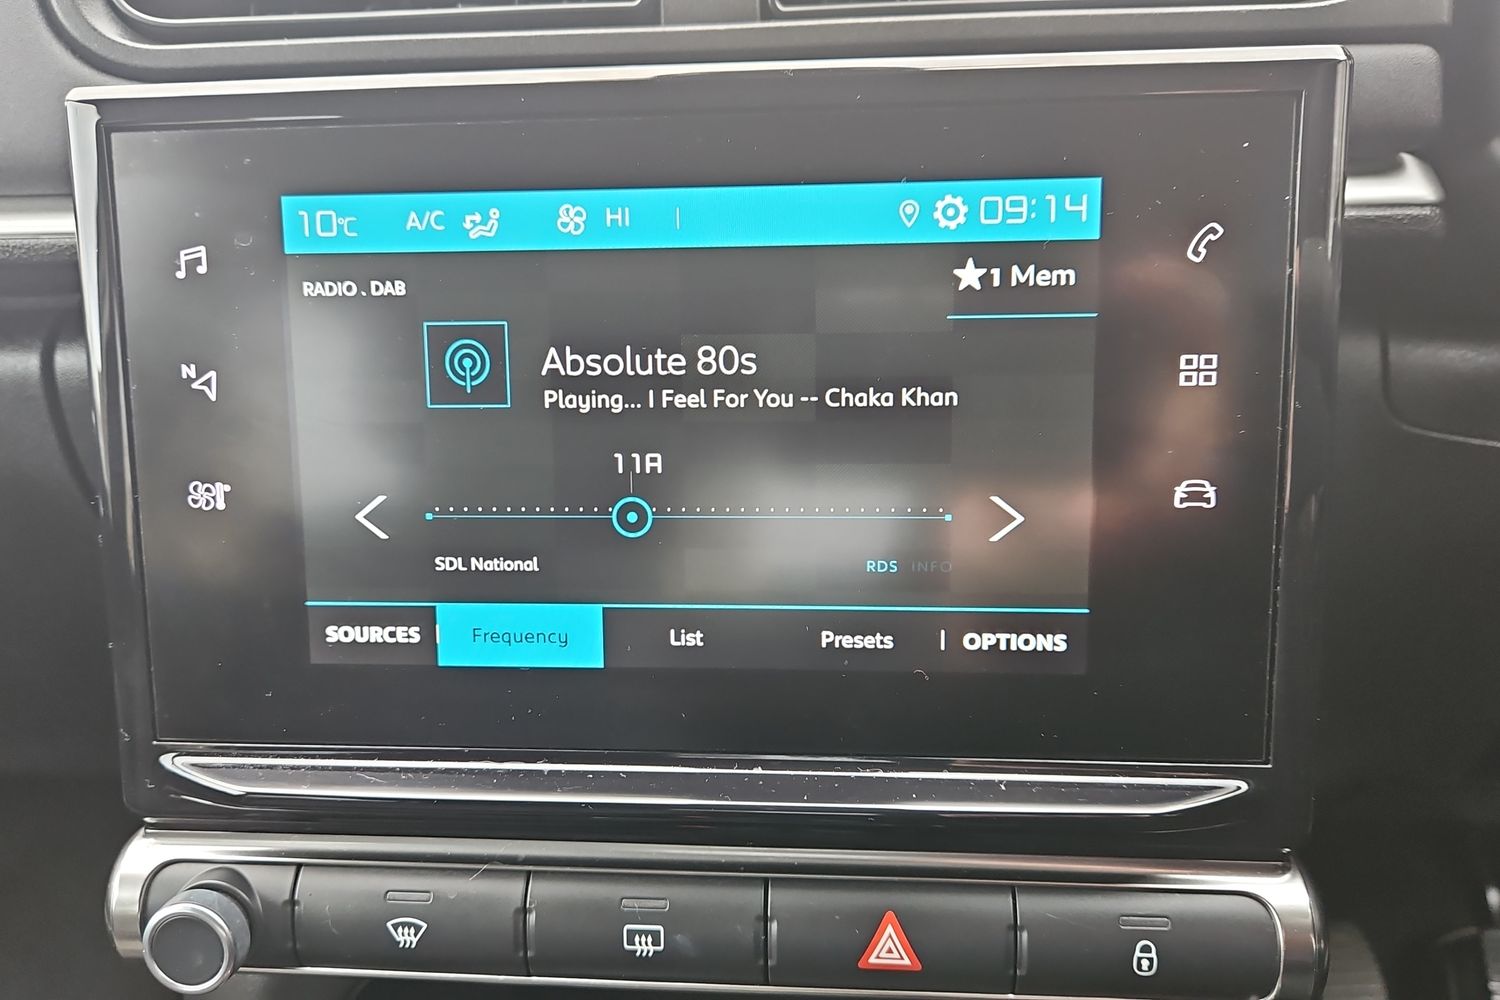 10°C A/C HI | 09:14
RADIO . DAB
★1 Mem
Absolute 80s
Playing... I Feel For You -- Chaka Khan
11A
N
SDL National
RDS INFO
SOURCES | Frequency List Presets | OPTIONS